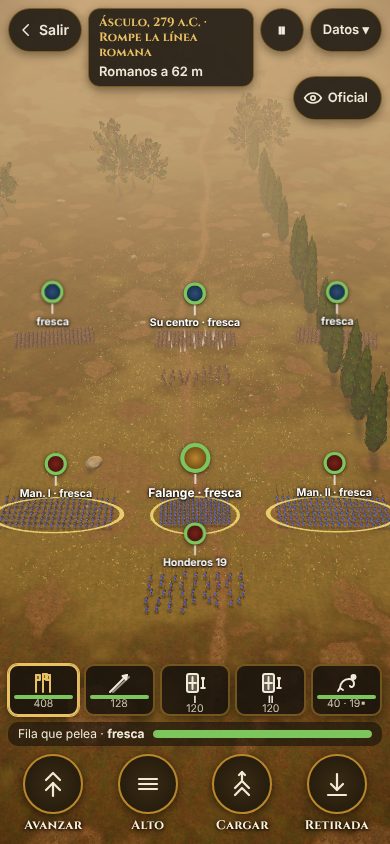 Salir
ÁSCULO, 279 A.C. ·
ROMPE LA LÍNEA
ROMANA
Romanos a 62 m
Datos ▾
Oficial
fresca
Su centro · fresca
fresca
Man. I · fresca
Falange · fresca
Man. II · fresca
Honderos 19
408
128
I
120
II
120
40 · 19•
Fila que pelea · fresca
AVANZAR
ALTO
CARGAR
RETIRADA